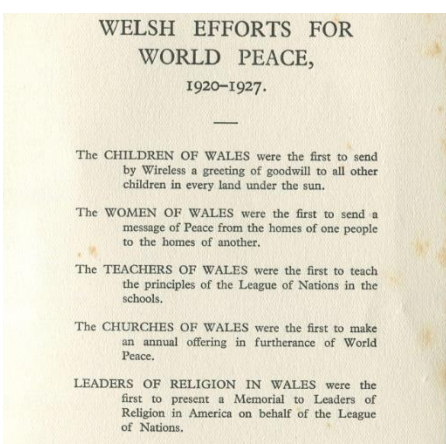 WELSH EFFORTS FOR
WORLD PEACE,
1920–1927.
The CHILDREN OF WALES were the first to send
by Wireless a greeting of goodwill to all other
children in every land under the sun.
The WOMEN OF WALES were the first to send a
message of Peace from the homes of one people
to the homes of another.
The TEACHERS OF WALES were the first to teach
the principles of the League of Nations in the
schools.
The CHURCHES OF WALES were the first to make
an annual offering in furtherance of World
Peace.
LEADERS OF RELIGION IN WALES were the
first to present a Memorial to Leaders of
Religion in America on behalf of the League
of Nations.